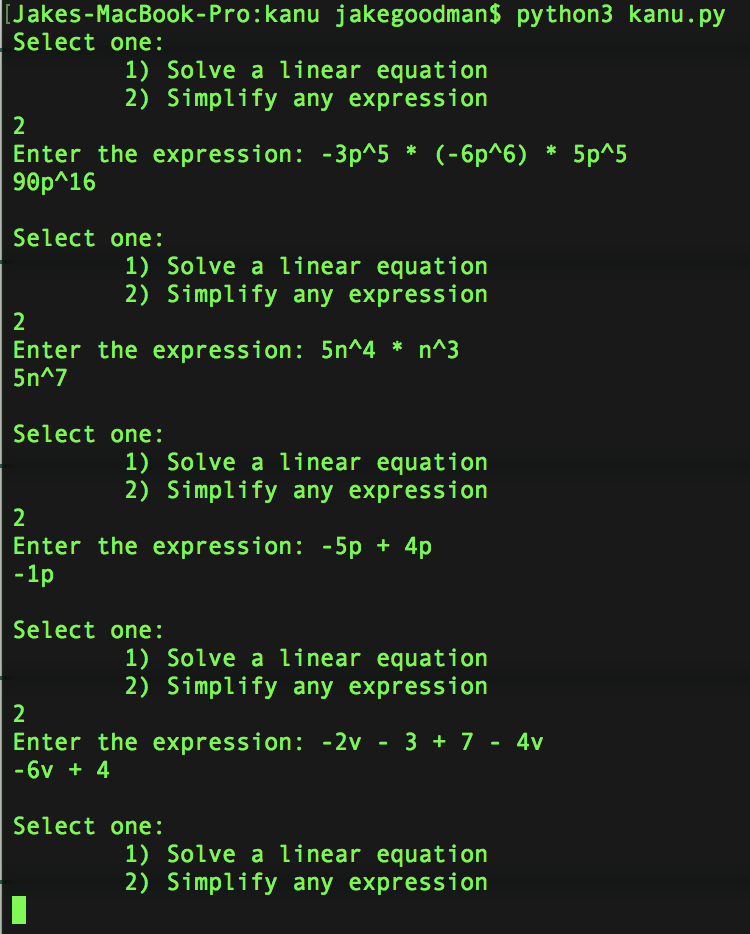 [Jakes-MacBook-Pro:kanu jakegoodman$ python3 kanu.py
Select one:
        1) Solve a linear equation
        2) Simplify any expression
2
Enter the expression: -3p^5 * (-6p^6) * 5p^5
90p^16

Select one:
        1) Solve a linear equation
        2) Simplify any expression
2
Enter the expression: 5n^4 * n^3
5n^7

Select one:
        1) Solve a linear equation
        2) Simplify any expression
2
Enter the expression: -5p + 4p
-1p

Select one:
        1) Solve a linear equation
        2) Simplify any expression
2
Enter the expression: -2v - 3 + 7 - 4v
-6v + 4

Select one:
        1) Solve a linear equation
        2) Simplify any expression